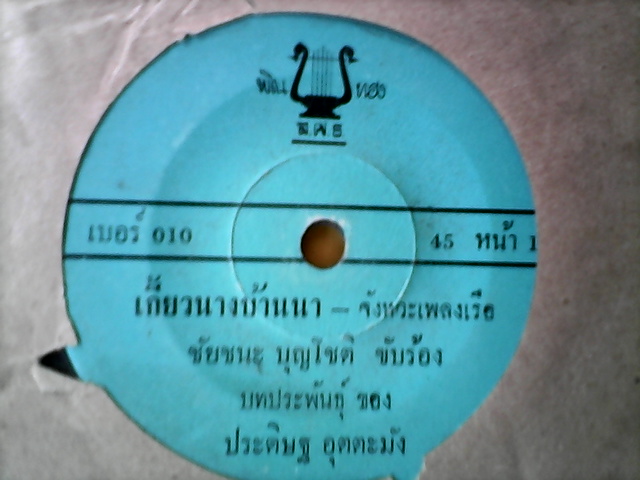 พิณ ทอง
พ.ศ.ธ
เบอร์ 010
45 หน้า 1
เกี้ยวนางบ้านนา – จังหวะเพลงเรือ
ชัยชนะ บุญโชติ ขับร้อง
บทประพันธุ์ ของ
ประดิษฐ อุตตะมัง